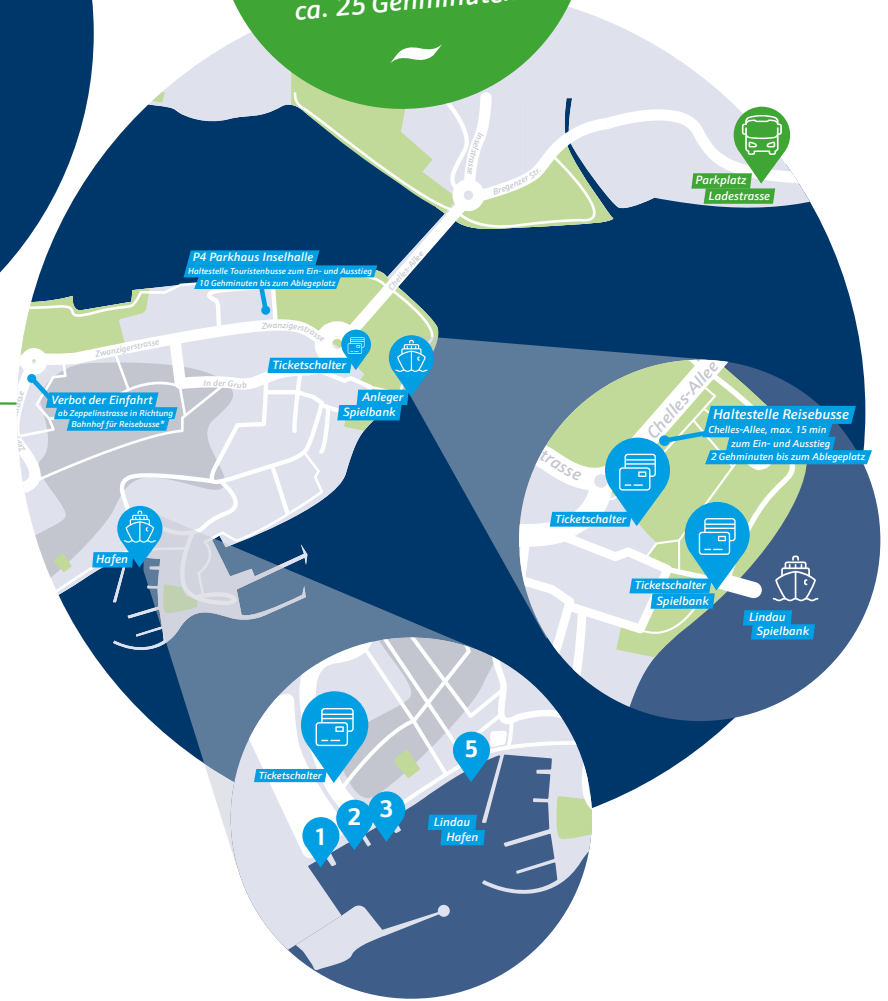 ca. 25 Gehminuten
Inselstrasse
Bregenzer Str.
Parkplatz
Ladestrasse
Chelles-Allee
P4 Parkhaus Inselhalle
Haltestelle Touristenbusse zum Ein- und Ausstieg
10 Gehminuten bis zum Ablegeplatz
Zwanzigerstrasse
Zwanzigerstrasse
In der Grub
Ticketschalter
Anleger
Spielbank
Verbot der Einfahrt
ab Zeppelinstrasse in Richtung
Bahnhof für Reisebusse*
Hafen
Chelles-Allee
trasse
Haltestelle Reisebusse
Chelles-Allee, max. 15 min
zum Ein- und Ausstieg
2 Gehminuten bis zum Ablegeplatz
Ticketschalter
Ticketschalter
Spielbank
Lindau
Spielbank
Ticketschalter
1
2
3
5
Lindau
Hafen